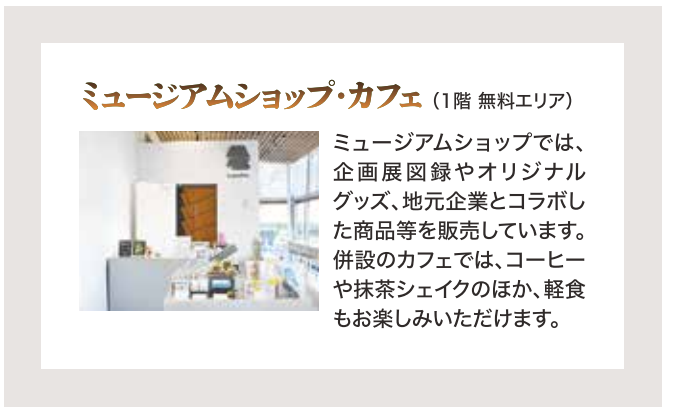 ミュージアムショップ・カフェ（1階 無料エリア）
ミュージアムショップでは、
企画展図録やオリジナル
グッズ、地元企業とコラボし
た商品等を販売しています。
併設のカフェでは、コーヒー
や抹茶シェイクのほか、軽食
もお楽しみいただけます。